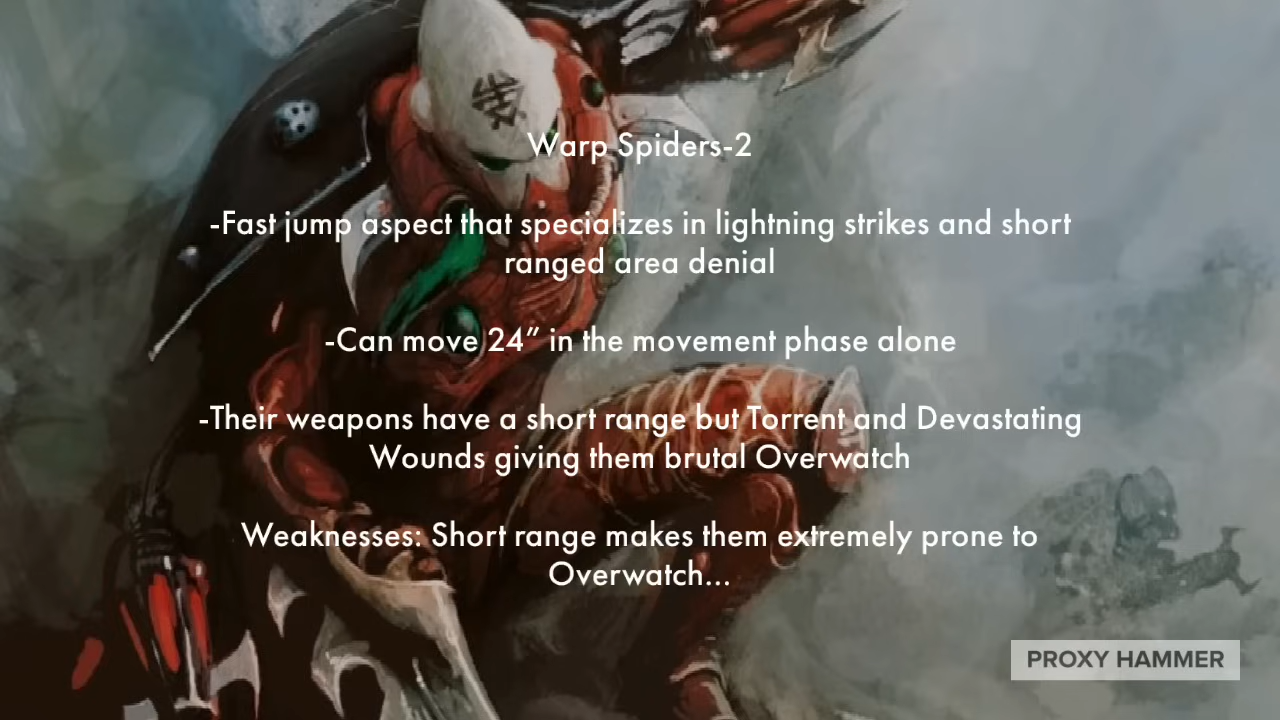 Warp Spiders-2
-Fast jump aspect that specializes in lightning strikes and short
ranged area denial
-Can move 24” in the movement phase alone
-Their weapons have a short range but Torrent and Devastating
Wounds giving them brutal Overwatch
Weaknesses: Short range makes them extremely prone to
Overwatch...
PROXY HAMMER